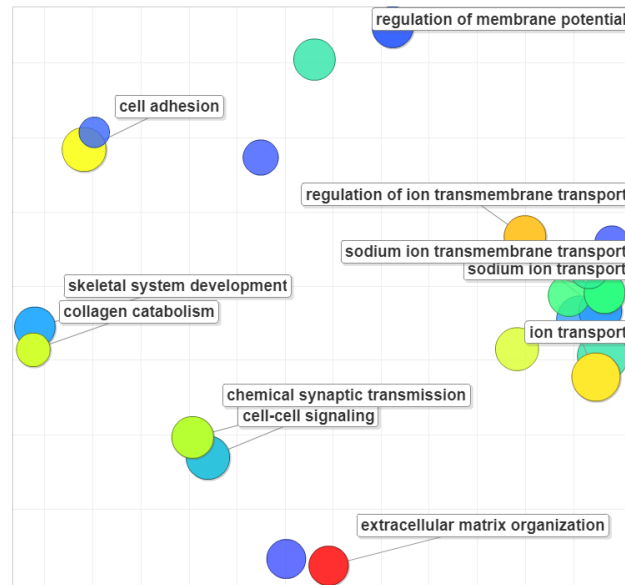 regulation of membrane potential
cell adhesion
regulation of ion transmembrane transport
sodium ion transmembrane transport
sodium ion transport
skeletal system development
collagen catabolism
ion transport
chemical synaptic transmission
cell-cell signaling
extracellular matrix organization